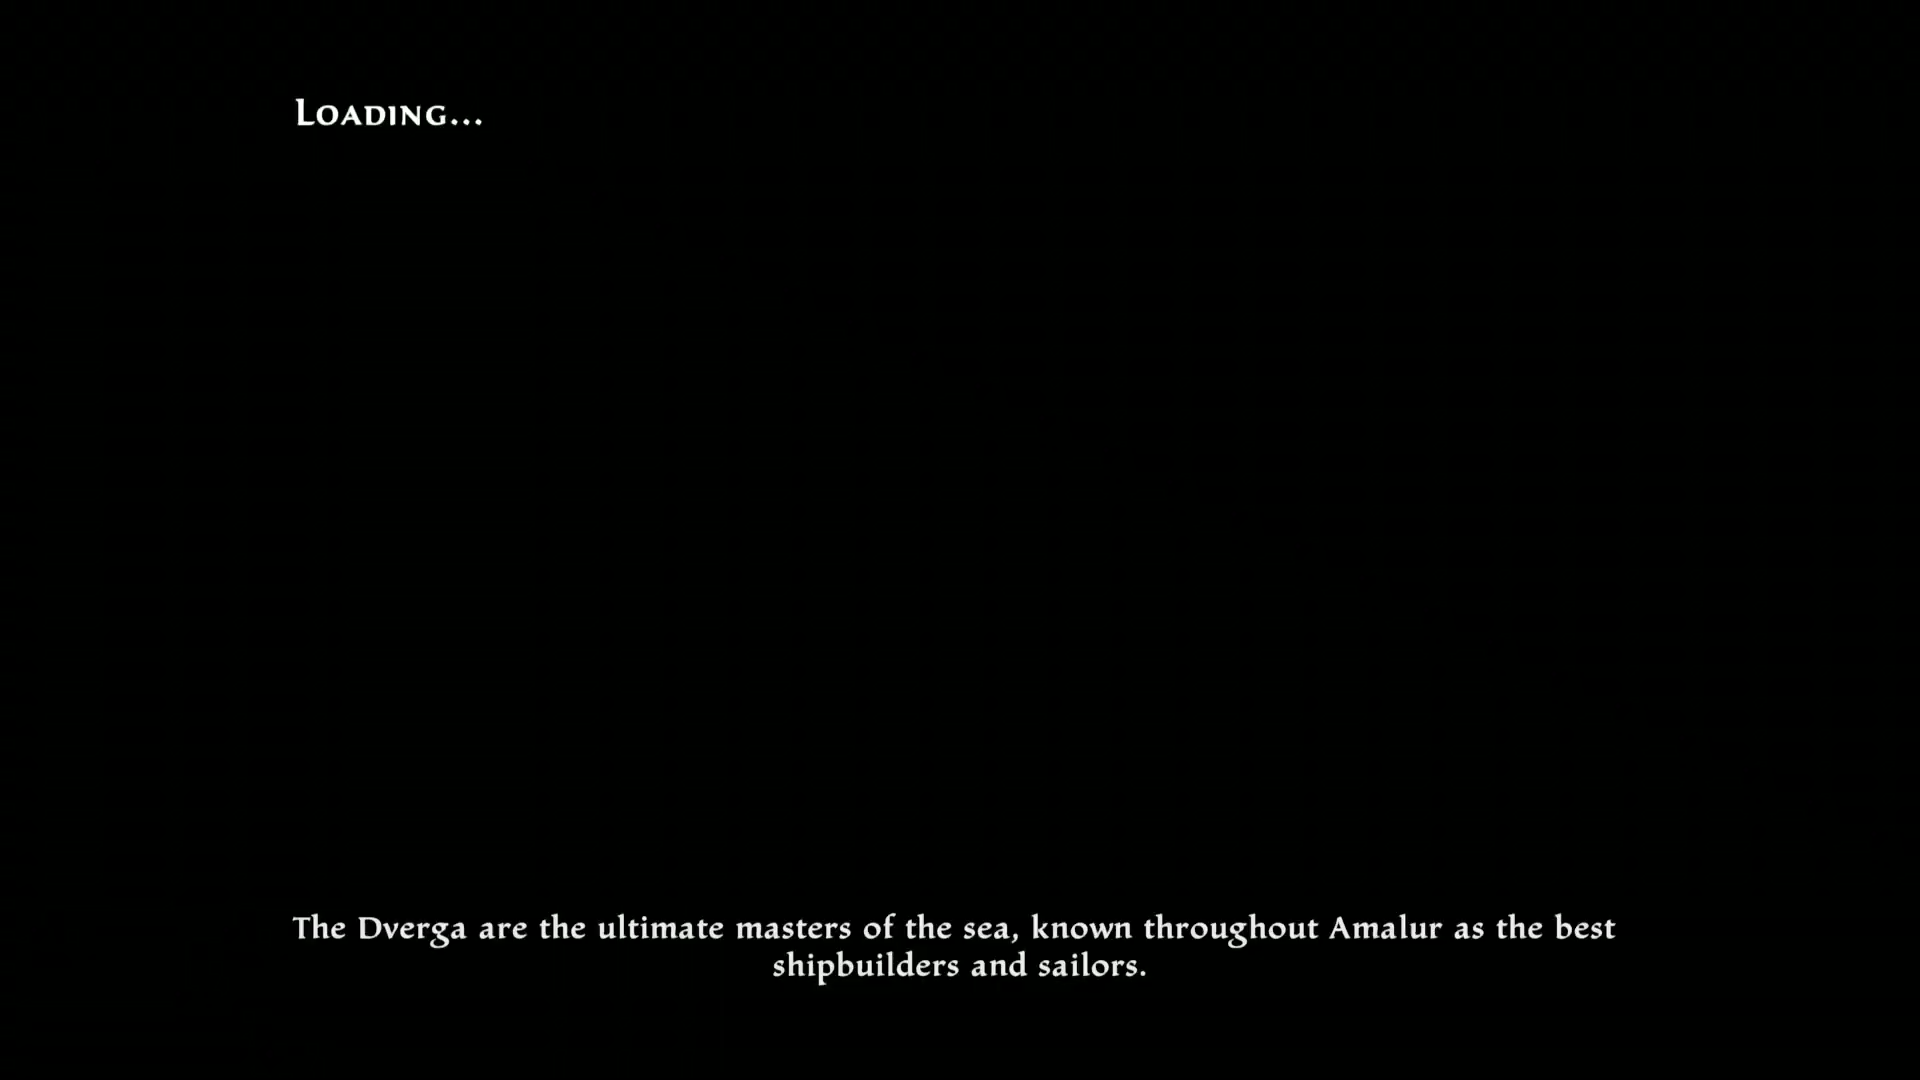 Loading...
The Dverga are the ultimate masters of the sea, known throughout Amalur as the best
shipbuilders and sailors.